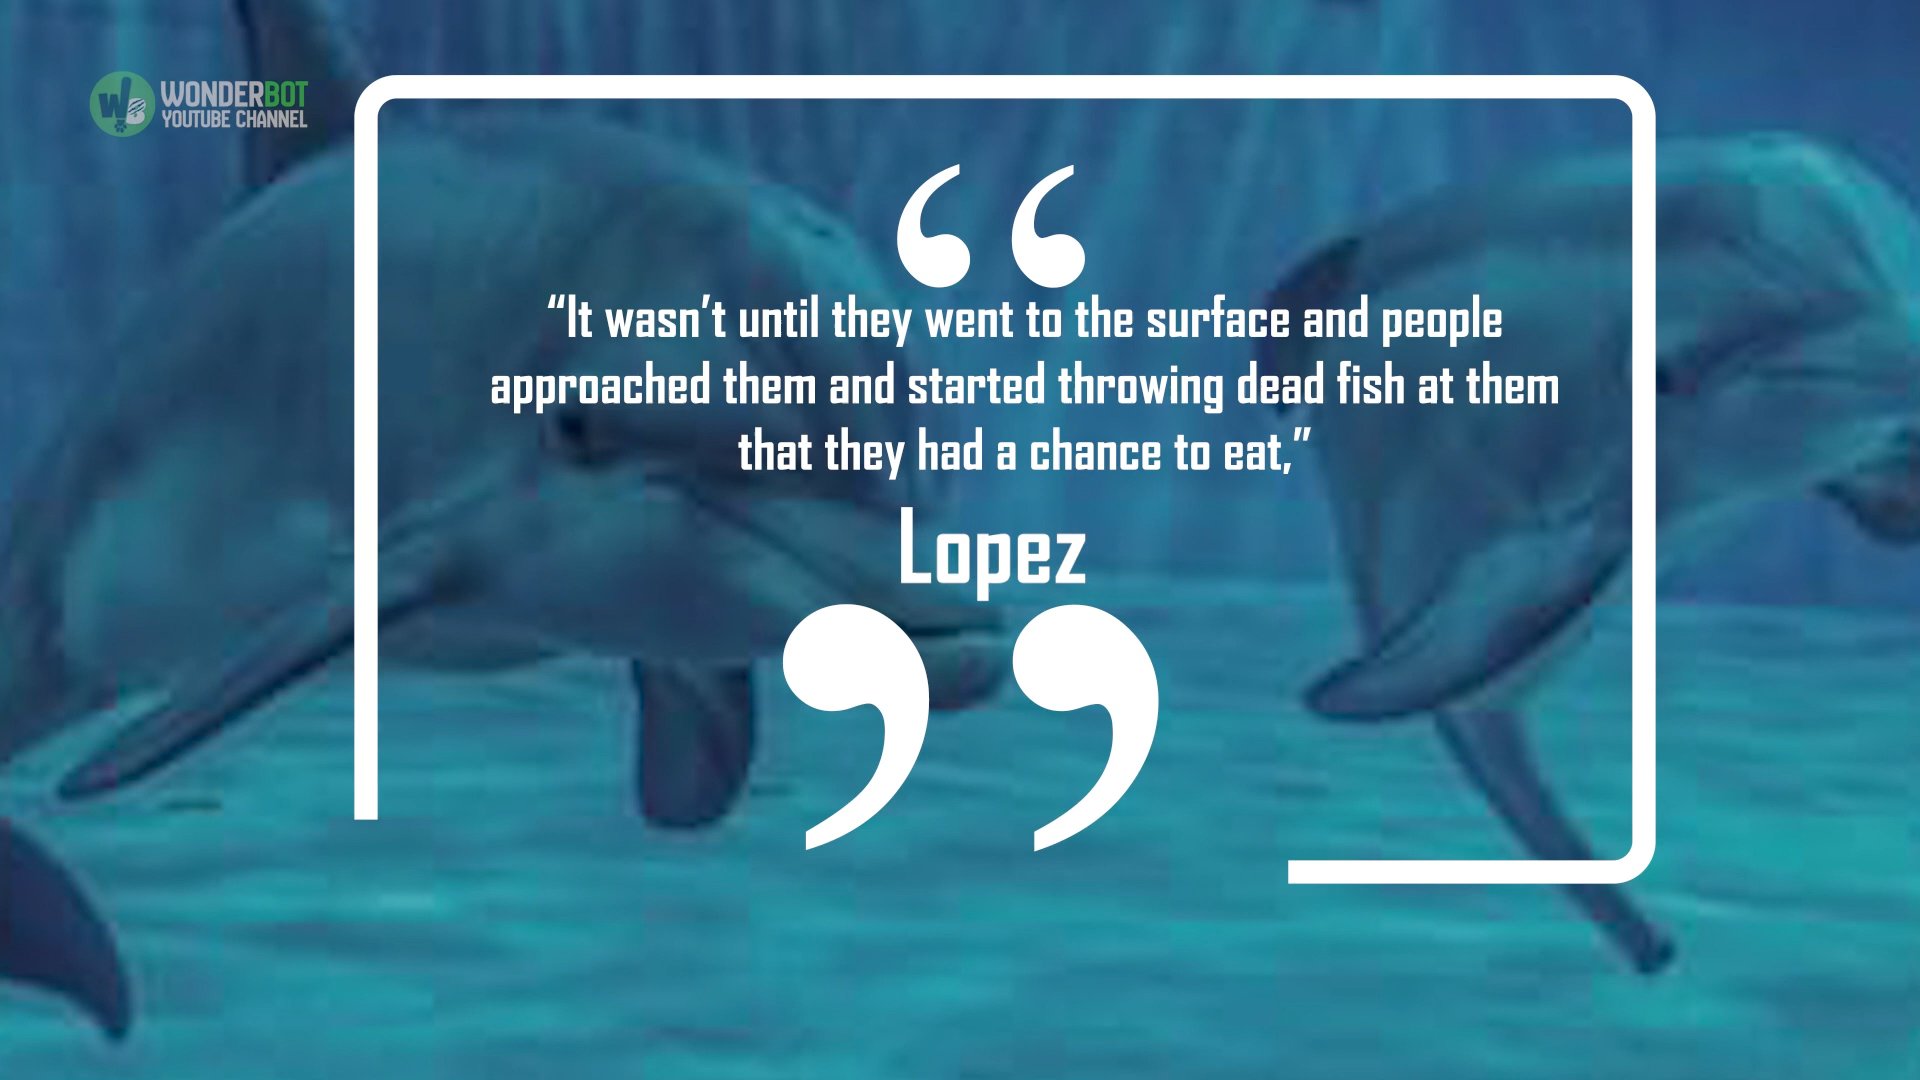 WONDERBOT
YOUTUBE CHANNEL
“
“It wasn’t until they went to the surface and people
approached them and started throwing dead fish at them
that they had a chance to eat,”
Lopez
”